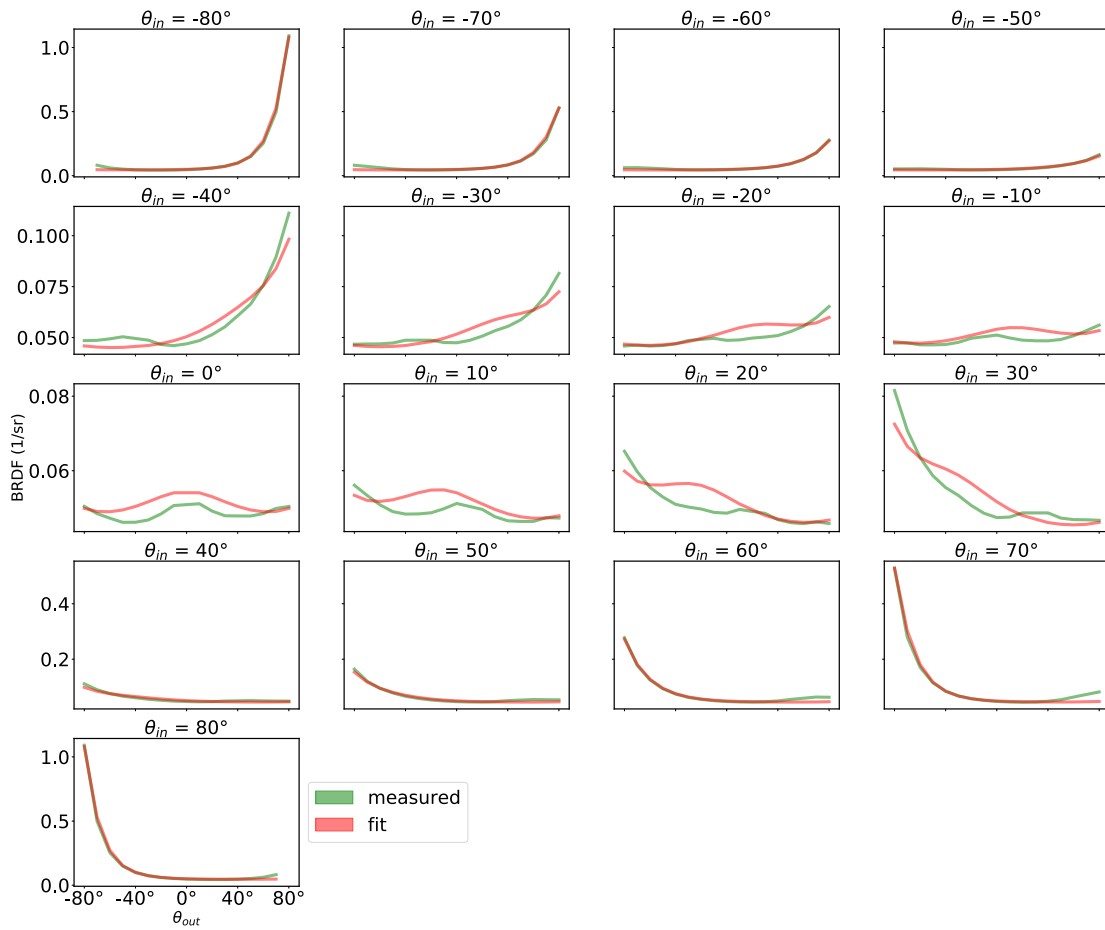 θin = -80° θin = -70° θin = -60° θin = -50°
1.0
0.5
0.0
θin = -40° θin = -30° θin = -20° θin = -10°
0.100
0.075
0.050
BRDF (1/sr)
θin = 0° θin = 10° θin = 20° θin = 30°
0.08
0.06
θin = 40° θin = 50° θin = 60° θin = 70°
0.4
0.2
θin = 80°
1.0
0.5
0.0
-80° -40° 0° 40° 80°
θout
measured
fit